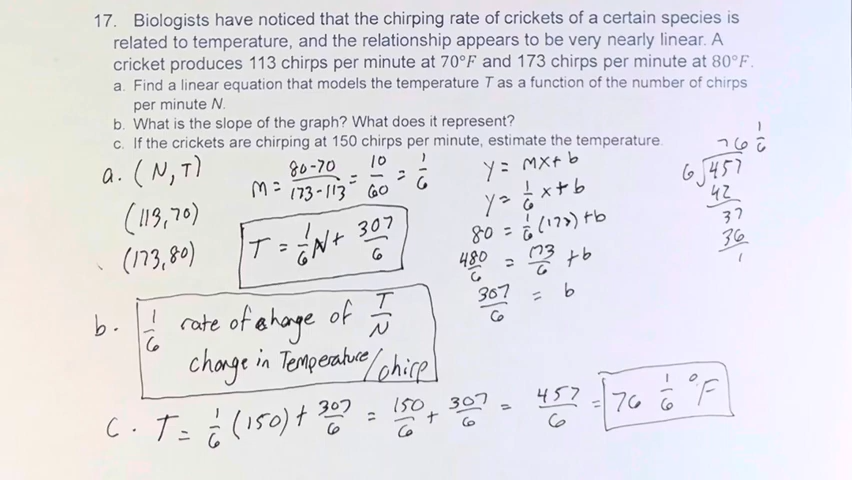 17. Biologists have noticed that the chirping rate of crickets of a certain species is
related to temperature, and the relationship appears to be very nearly linear. A
cricket produces 113 chirps per minute at 70°F and 173 chirps per minute at 80°F.
a. Find a linear equation that models the temperature T as a function of the number of chirps
per minute N.
b. What is the slope of the graph? What does it represent?
c. If the crickets are chirping at 150 chirps per minute, estimate the temperature.
a. (N, T)
(113, 70)
(173, 80)
m = 80-70/173-113 = 10/60 = 1/6
T = 1/6 N + 307/6
y = mx + b
y = 1/6 x + b
80 = 1/6 (173) + b
480/6 = 173/6 + b
307/6 = b
76 1/6
6 457
42
37
36
1
b. 1/6 rate of change of T/N
change in Temperature/chirp
c. T = 1/6 (150) + 307/6 = 150/6 + 307/6 = 457/6 = 76 1/6 °F